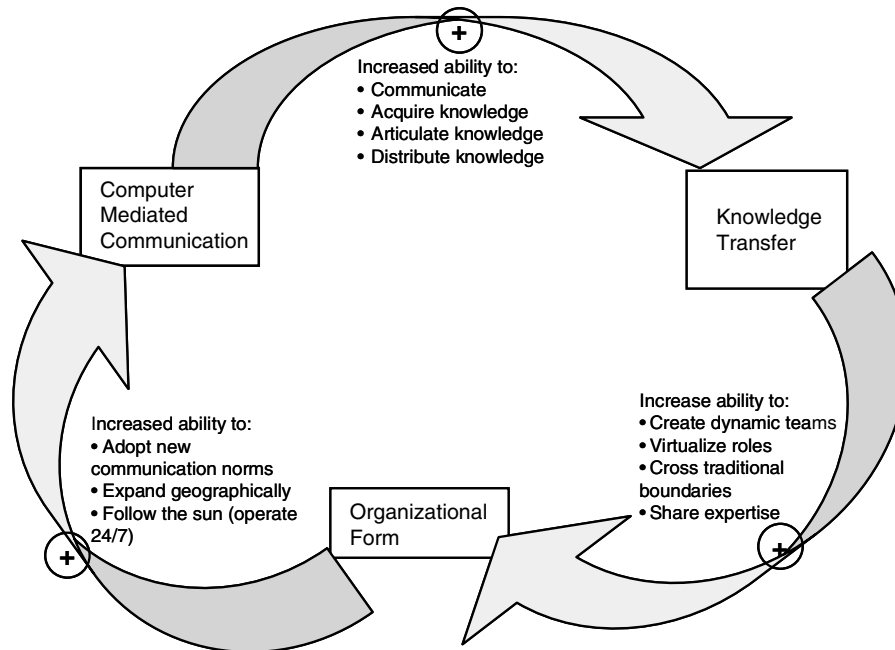 +
Increased ability to:
• Communicate
• Acquire knowledge
• Articulate knowledge
• Distribute knowledge
Computer
Mediated
Communication
Knowledge
Transfer
Increase ability to:
• Create dynamic teams
• Virtualize roles
• Cross traditional
boundaries
• Share expertise
+
Organizational
Form
Increased ability to:
• Adopt new
communication norms
• Expand geographically
• Follow the sun (operate
24/7)
+